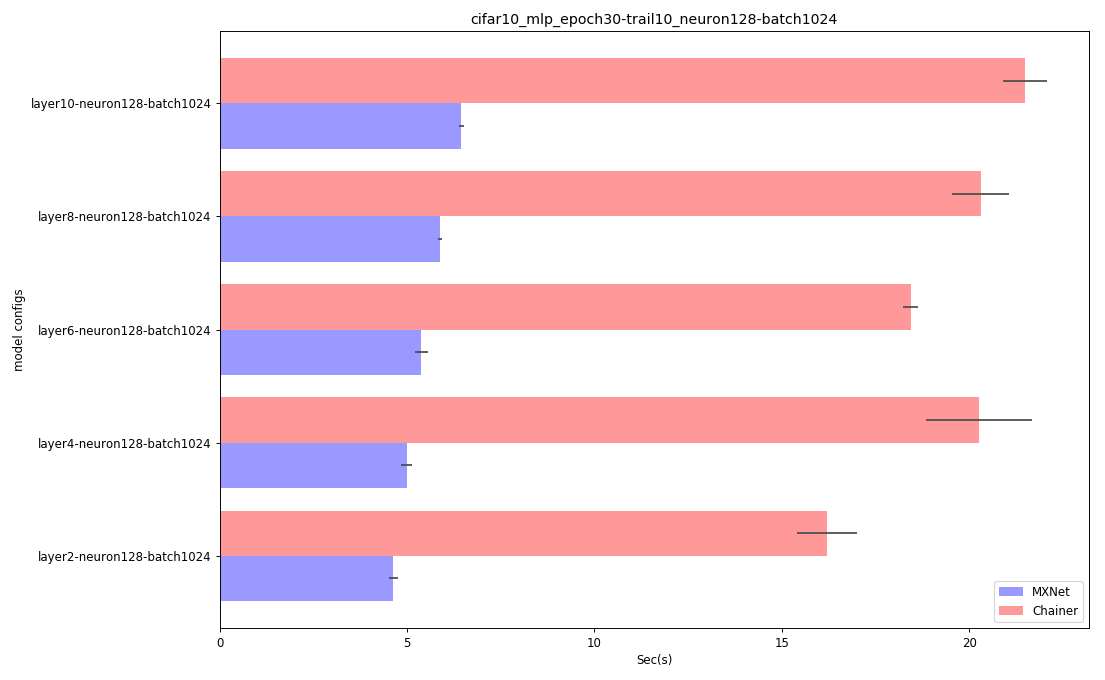 cifar10_mlp_epoch30-trail10_neuron128-batch1024
layer10-neuron128-batch1024
layer8-neuron128-batch1024
layer6-neuron128-batch1024
layer4-neuron128-batch1024
layer2-neuron128-batch1024
model configs
MXNet
Chainer
0 5 10 15 20
Sec(s)